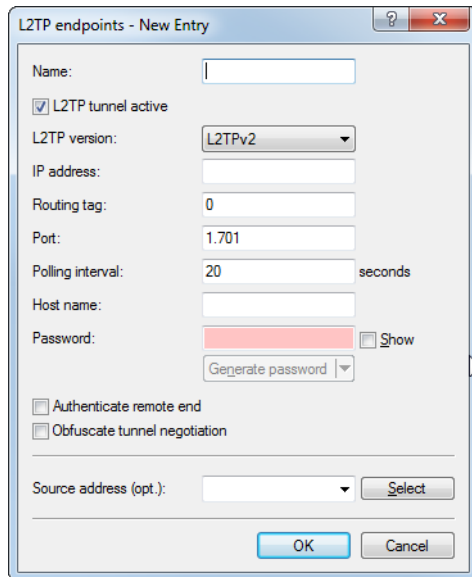 L2TP endpoints - New Entry
Name:
L2TP tunnel active
L2TP version: L2TPv2
IP address:
Routing tag: 0
Port: 1.701
Polling interval: 20 seconds
Host name:
Password: Show
Generate password
Authenticate remote end
Obfuscate tunnel negotiation
Source address (opt.): Select
OK Cancel